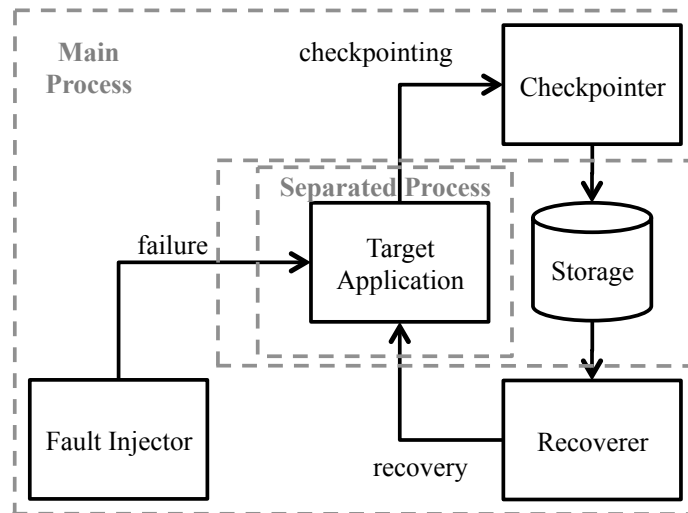 Main
Process
checkpointing
Checkpointer
Separated Process
failure
Target
Application
Storage
Fault Injector
recovery
Recoverer